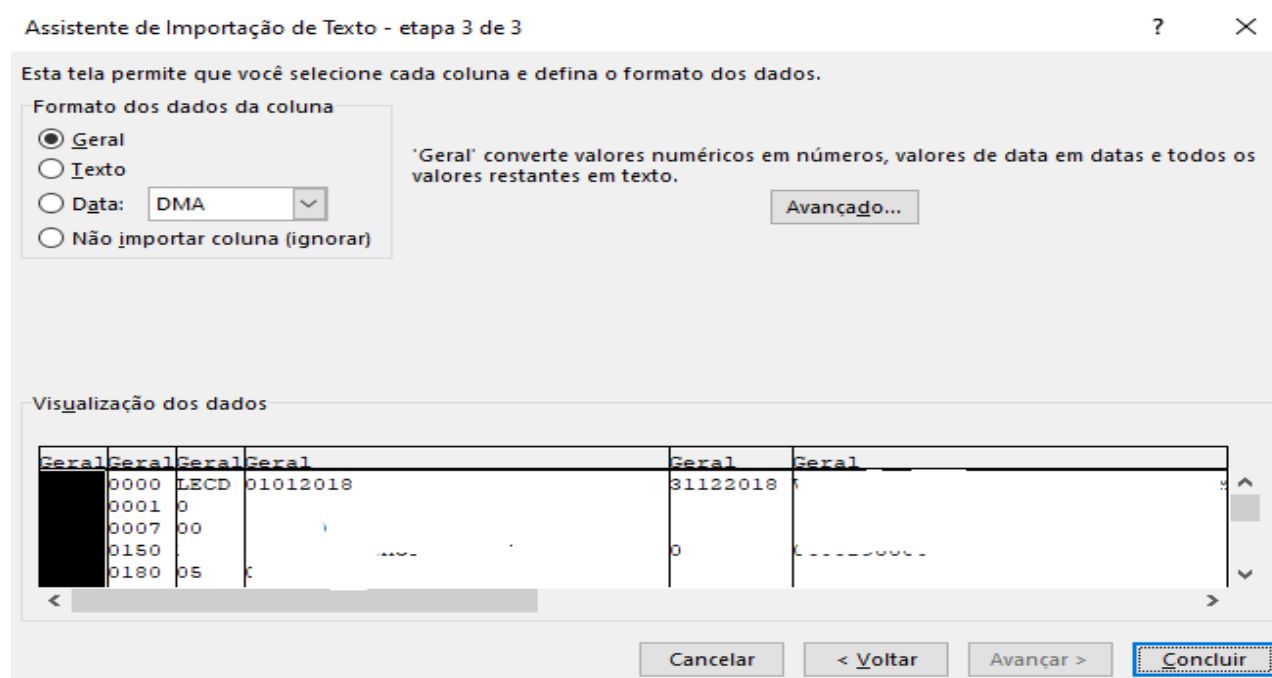 Assistente de Importação de Texto - etapa 3 de 3 ?
Esta tela permite que você selecione cada coluna e defina o formato dos dados.
Formato dos dados da coluna
Geral
Texto
Data: DMA
Não importar coluna (ignorar)
'Geral' converte valores numéricos em números, valores de data em datas e todos os
valores restantes em texto.
Avançado...
Visualização dos dados
Geral Geral Geral Geral Geral Geral
0000 LECD 01012018 31122018
0001 0
0007 00
0150 0
0180 05
Cancelar < Voltar Avançar > Concluir